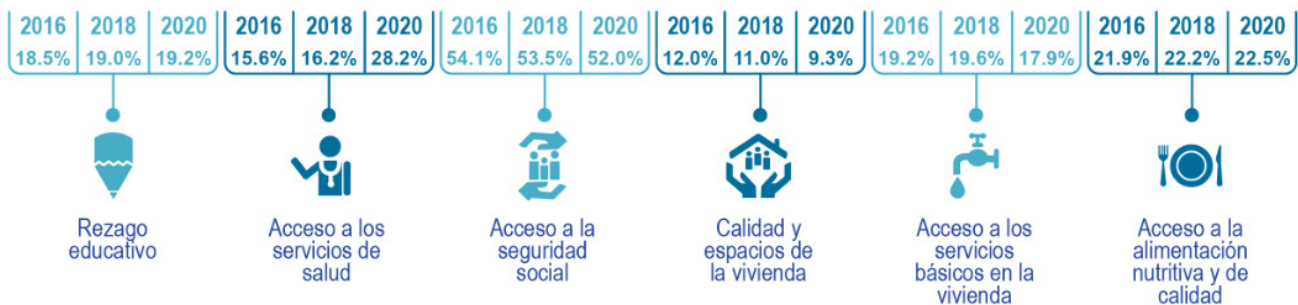 2016 2018 2020 2016 2018 2020 2016 2018 2020 2016 2018 2020 2016 2018 2020 2016 2018 2020
18.5% 19.0% 19.2% 15.6% 16.2% 28.2% 54.1% 53.5% 52.0% 12.0% 11.0% 9.3% 19.2% 19.6% 17.9% 21.9% 22.2% 22.5%
Rezago
educativo
Acceso a los
servicios de
salud
Acceso a la
seguridad
social
Calidad y
espacios de
la vivienda
Acceso a los
servicios
básicos en la
vivienda
Acceso a la
alimentación
nutritiva y de
calidad